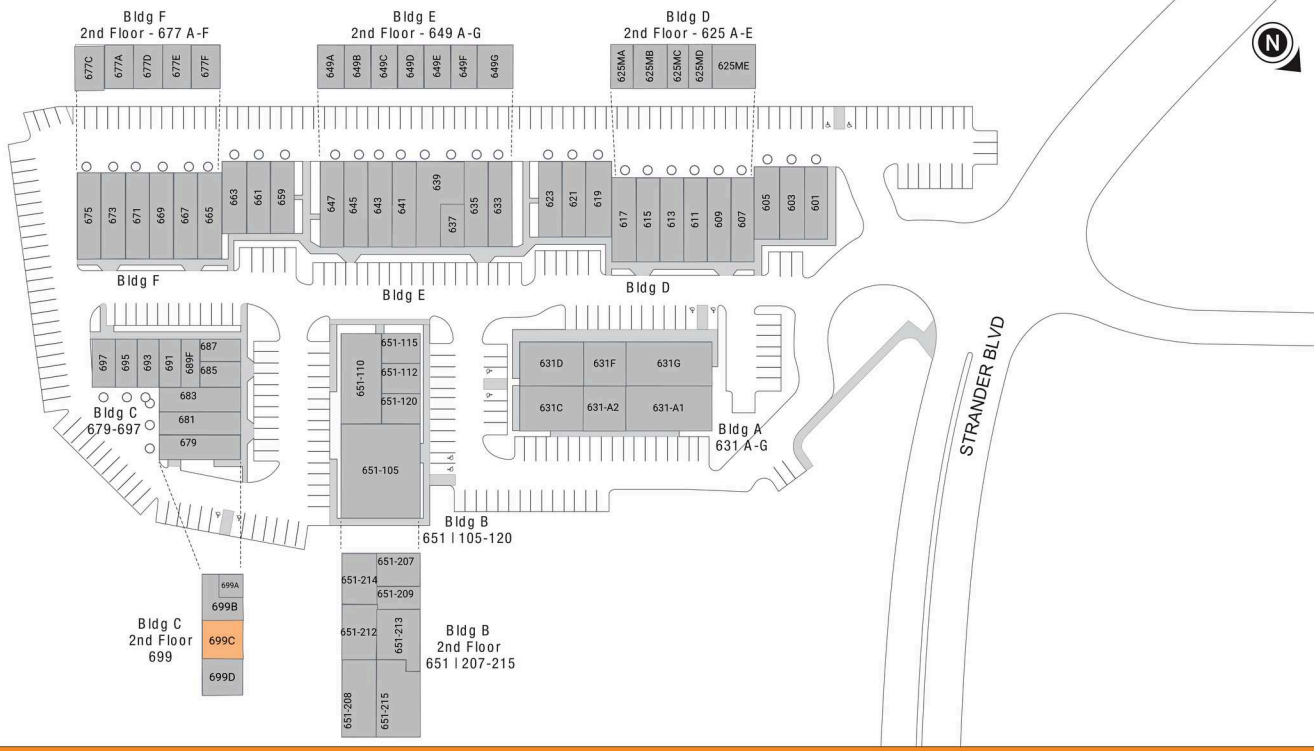 Bldg F
2nd Floor - 677 A-F
Bldg E
2nd Floor - 649 A-G
Bldg D
2nd Floor - 625 A-E
N
677C
677A
677D
677E
677F
649A
649B
649C
649D
649E
649F
649G
625MA
625MB
625MC
625MD
625ME
675
673
671
669
667
665
663
661
659
647
645
643
641
639
637
635
633
623
621
619
617
615
613
611
609
607
605
603
601
Bldg F
Bldg E
Bldg D
697
695
693
691
689F
687
685
683
681
679
Bldg C
679-697
651-110
651-115
651-112
651-120
651-105
Bldg B
651 | 105-120
631D
631F
631G
631C
631-A2
631-A1
Bldg A
631 A-G
STRANDER BLVD
699A
699B
699C
699D
Bldg C
2nd Floor
699
651-214
651-207
651-209
651-212
651-213
651-208
651-215
Bldg B
2nd Floor
651 | 207-215